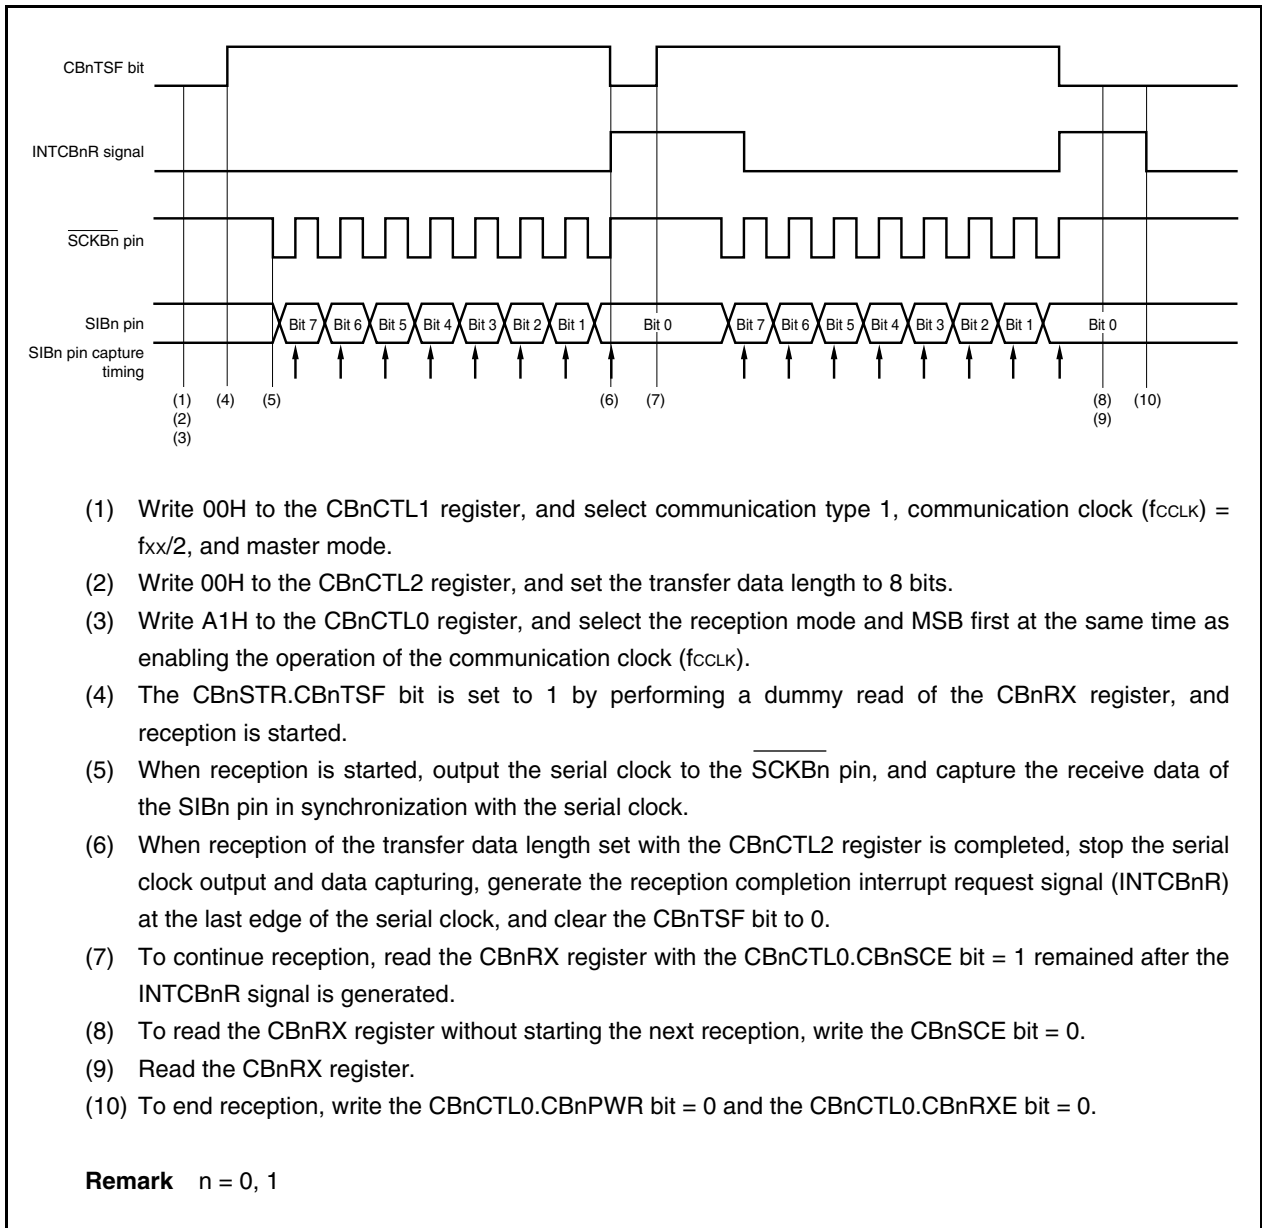 CBnTSF bit
INTCBnR signal
SCKBn pin
SIBn pin
Bit 7 Bit 6 Bit 5 Bit 4 Bit 3 Bit 2 Bit 1 Bit 0 Bit 7 Bit 6 Bit 5 Bit 4 Bit 3 Bit 2 Bit 1 Bit 0
SIBn pin capture
timing
(1) (4) (5) (6) (7) (8) (10)
(2) (9)
(3)
(1) Write 00H to the CBnCTL1 register, and select communication type 1, communication clock (fCCLK) =
fXX/2, and master mode.
(2) Write 00H to the CBnCTL2 register, and set the transfer data length to 8 bits.
(3) Write A1H to the CBnCTL0 register, and select the reception mode and MSB first at the same time as
enabling the operation of the communication clock (fCCLK).
(4) The CBnSTR.CBnTSF bit is set to 1 by performing a dummy read of the CBnRX register, and
reception is started.
(5) When reception is started, output the serial clock to the SCKBn pin, and capture the receive data of
the SIBn pin in synchronization with the serial clock.
(6) When reception of the transfer data length set with the CBnCTL2 register is completed, stop the serial
clock output and data capturing, generate the reception completion interrupt request signal (INTCBnR)
at the last edge of the serial clock, and clear the CBnTSF bit to 0.
(7) To continue reception, read the CBnRX register with the CBnCTL0.CBnSCE bit = 1 remained after the
INTCBnR signal is generated.
(8) To read the CBnRX register without starting the next reception, write the CBnSCE bit = 0.
(9) Read the CBnRX register.
(10) To end reception, write the CBnCTL0.CBnPWR bit = 0 and the CBnCTL0.CBnRXE bit = 0.
Remark n = 0, 1